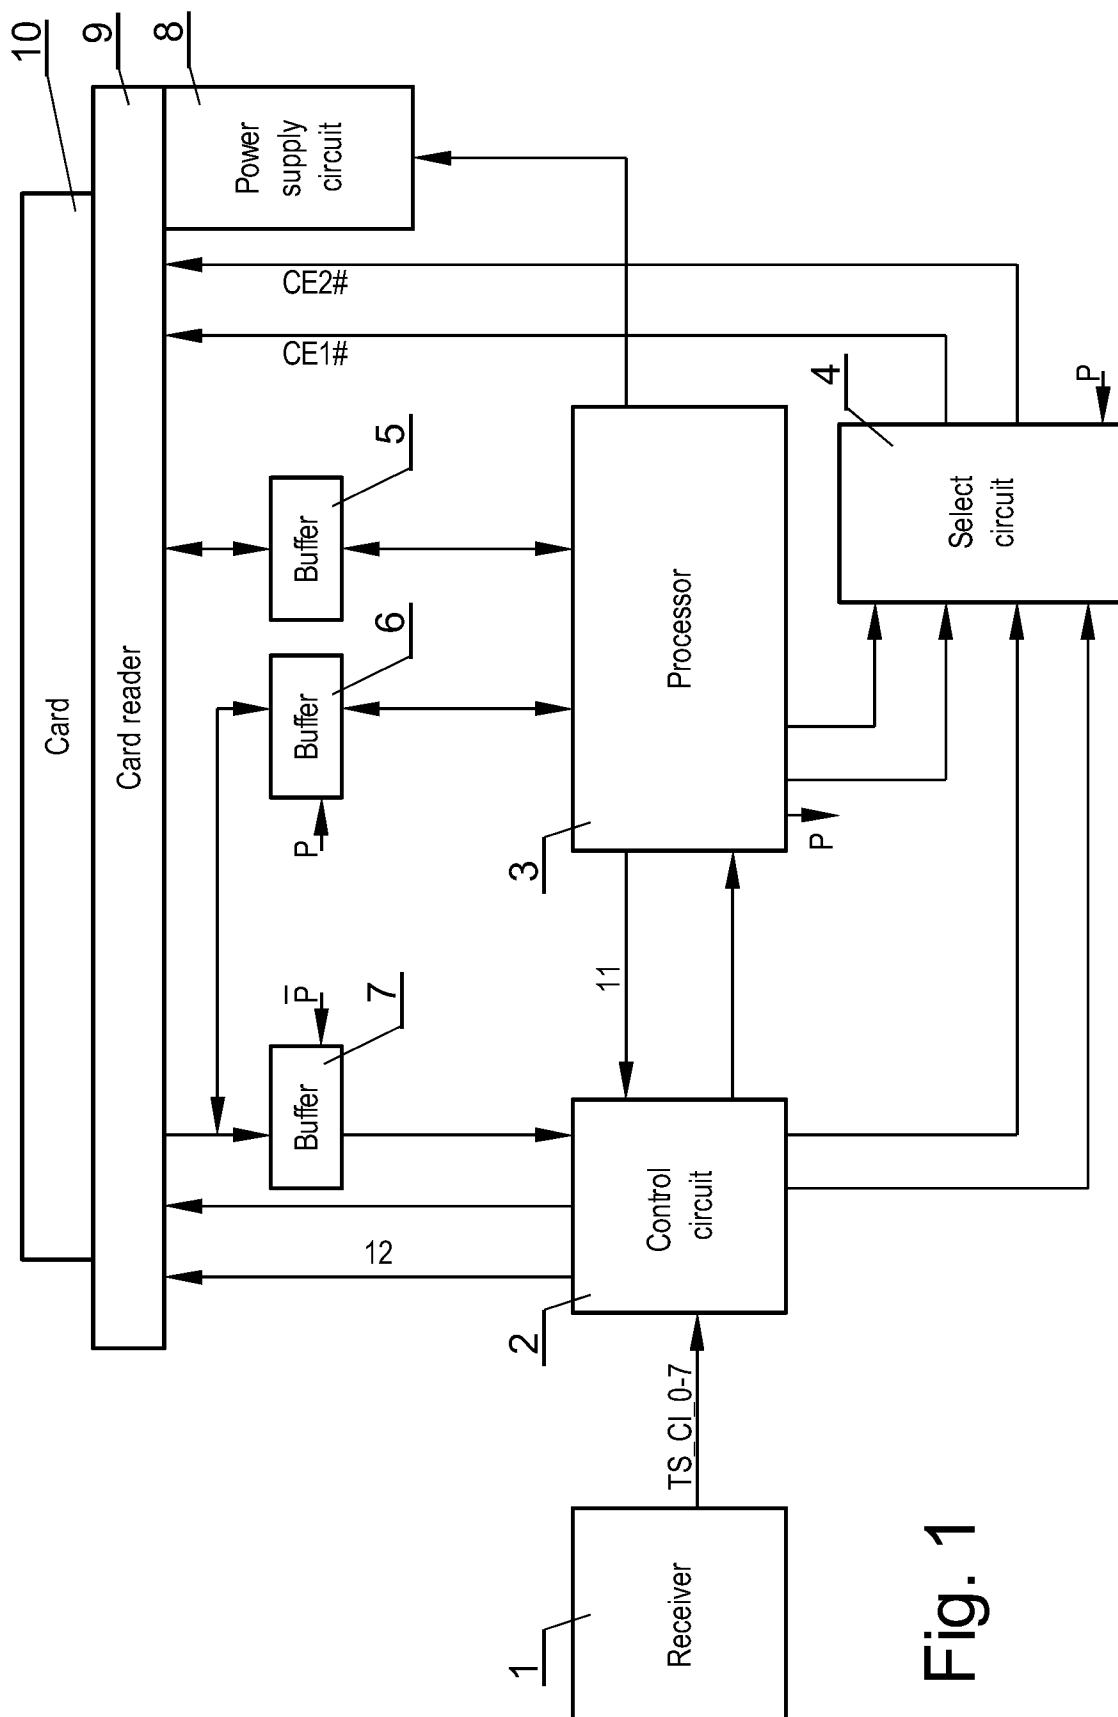 10
Card
9
Card reader
8
Power
supply
circuit
Buffer
P̅
P
Buffer
Buffer
CE1#
CE2#
12
7
6
5
1
2
3
11
TS_CI_0-7
Receiver
Control
circuit
Processor
P
4
Select
circuit
P
Fig. 1